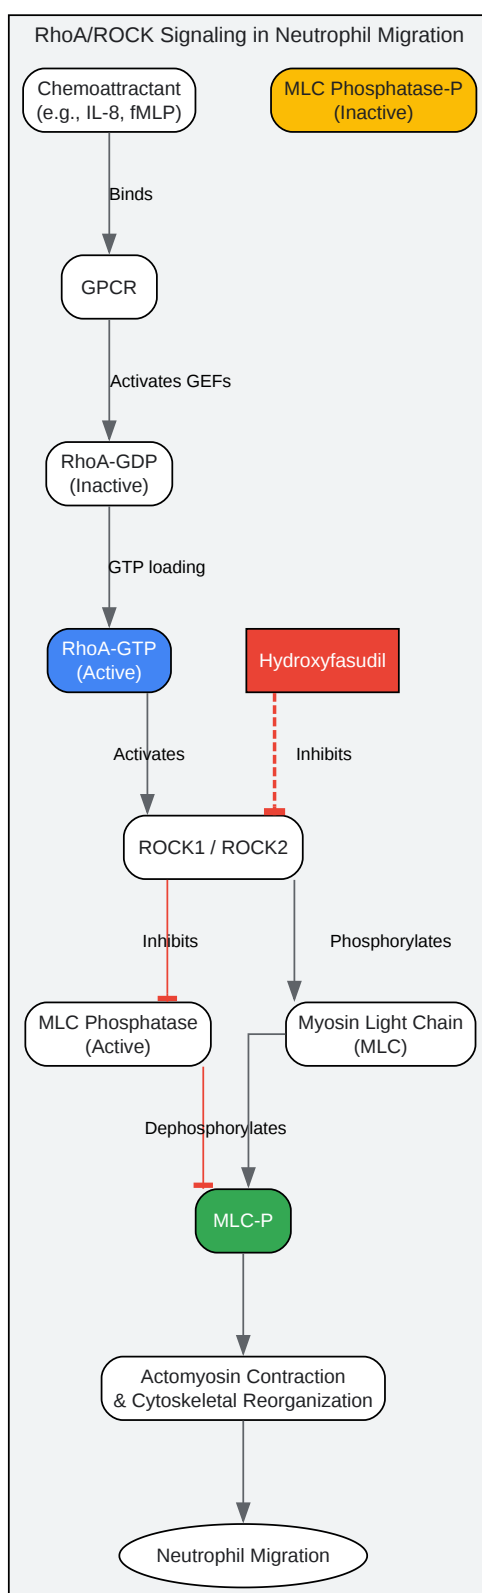 RhoA/ROCK Signaling in Neutrophil Migration
Chemoattractant
(e.g., IL-8, fMLP)
MLC Phosphatase-P
(Inactive)
Binds
GPCR
Activates GEFs
RhoA-GDP
(Inactive)
GTP loading
RhoA-GTP
(Active)
Hydroxyfasudil
Activates
Inhibits
ROCK1 / ROCK2
Inhibits
Phosphorylates
MLC Phosphatase
(Active)
Myosin Light Chain
(MLC)
Dephosphorylates
MLC-P
Actomyosin Contraction
& Cytoskeletal Reorganization
Neutrophil Migration